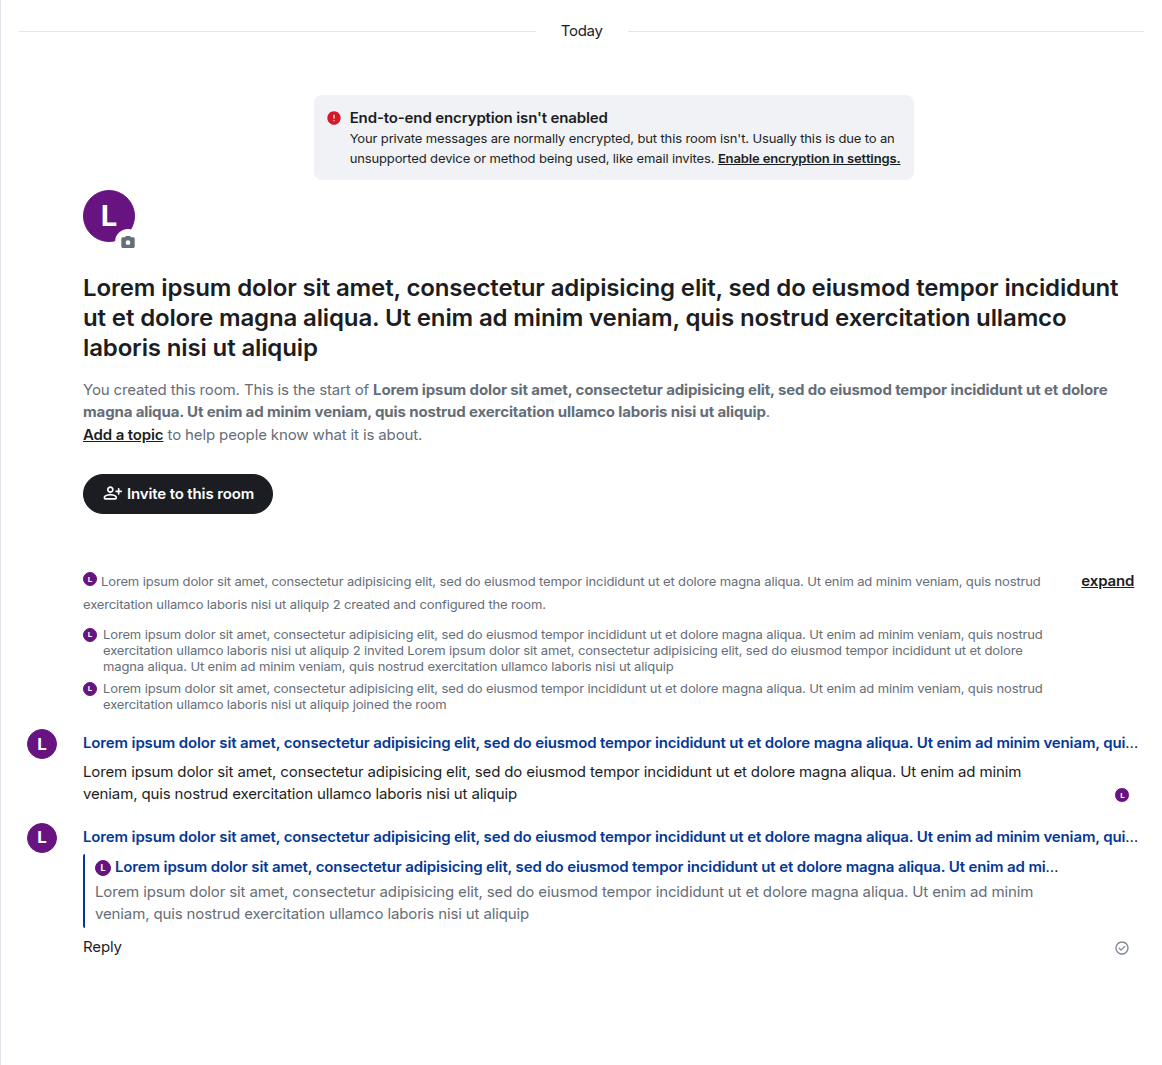 Today
End-to-end encryption isn't enabled
Your private messages are normally encrypted, but this room isn't. Usually this is due to an
unsupported device or method being used, like email invites. Enable encryption in settings.
L
Lorem ipsum dolor sit amet, consectetur adipisicing elit, sed do eiusmod tempor incididunt
ut et dolore magna aliqua. Ut enim ad minim veniam, quis nostrud exercitation ullamco
laboris nisi ut aliquip
You created this room. This is the start of Lorem ipsum dolor sit amet, consectetur adipisicing elit, sed do eiusmod tempor incididunt ut et dolore
magna aliqua. Ut enim ad minim veniam, quis nostrud exercitation ullamco laboris nisi ut aliquip.
Add a topic to help people know what it is about.
Invite to this room
L Lorem ipsum dolor sit amet, consectetur adipisicing elit, sed do eiusmod tempor incididunt ut et dolore magna aliqua. Ut enim ad minim veniam, quis nostrud expand
exercitation ullamco laboris nisi ut aliquip 2 created and configured the room.
L Lorem ipsum dolor sit amet, consectetur adipisicing elit, sed do eiusmod tempor incididunt ut et dolore magna aliqua. Ut enim ad minim veniam, quis nostrud
exercitation ullamco laboris nisi ut aliquip 2 invited Lorem ipsum dolor sit amet, consectetur adipisicing elit, sed do eiusmod tempor incididunt ut et dolore
magna aliqua. Ut enim ad minim veniam, quis nostrud exercitation ullamco laboris nisi ut aliquip
L Lorem ipsum dolor sit amet, consectetur adipisicing elit, sed do eiusmod tempor incididunt ut et dolore magna aliqua. Ut enim ad minim veniam, quis nostrud
exercitation ullamco laboris nisi ut aliquip joined the room
L Lorem ipsum dolor sit amet, consectetur adipisicing elit, sed do eiusmod tempor incididunt ut et dolore magna aliqua. Ut enim ad minim veniam, qui...
Lorem ipsum dolor sit amet, consectetur adipisicing elit, sed do eiusmod tempor incididunt ut et dolore magna aliqua. Ut enim ad minim
veniam, quis nostrud exercitation ullamco laboris nisi ut aliquip L
L Lorem ipsum dolor sit amet, consectetur adipisicing elit, sed do eiusmod tempor incididunt ut et dolore magna aliqua. Ut enim ad minim veniam, qui...
L Lorem ipsum dolor sit amet, consectetur adipisicing elit, sed do eiusmod tempor incididunt ut et dolore magna aliqua. Ut enim ad mi...
Lorem ipsum dolor sit amet, consectetur adipisicing elit, sed do eiusmod tempor incididunt ut et dolore magna aliqua. Ut enim ad minim
veniam, quis nostrud exercitation ullamco laboris nisi ut aliquip
Reply